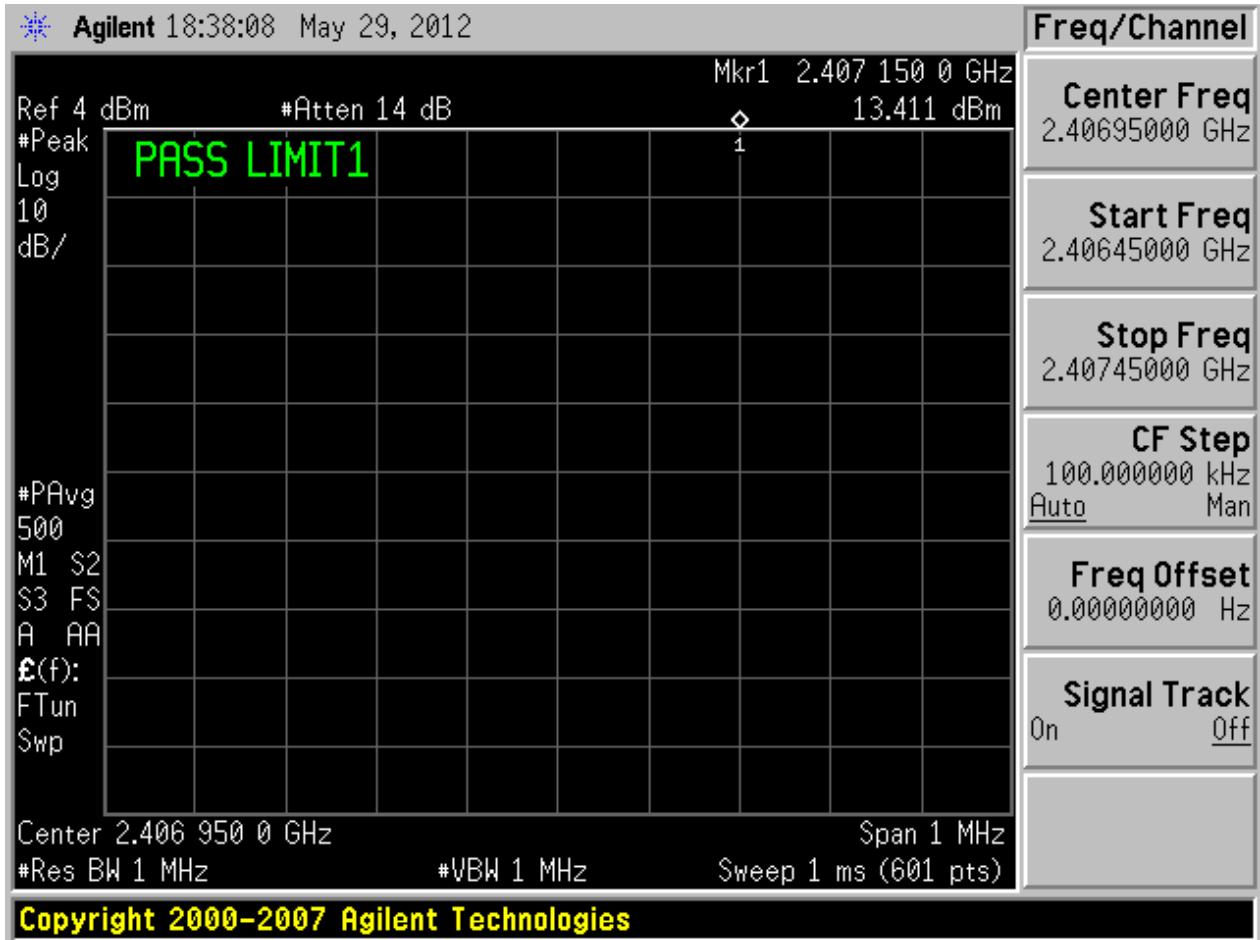 Agilent 18:38:08 May 29, 2012
Freq/Channel
Mkr1 2.407 150 0 GHz
Ref 4 dBm #Atten 14 dB 13.411 dBm
#Peak
Log
10
dB/
PASS LIMIT1
1
#PAvg
500
M1 S2
S3 FS
A AA
£(f):
FTun
Swp
Center 2.406 950 0 GHz Span 1 MHz
#Res BW 1 MHz #VBW 1 MHz Sweep 1 ms (601 pts)
Center Freq
2.40695000 GHz
Start Freq
2.40645000 GHz
Stop Freq
2.40745000 GHz
CF Step
100.000000 kHz
Auto Man
Freq Offset
0.00000000 Hz
Signal Track
On Off
Copyright 2000-2007 Agilent Technologies